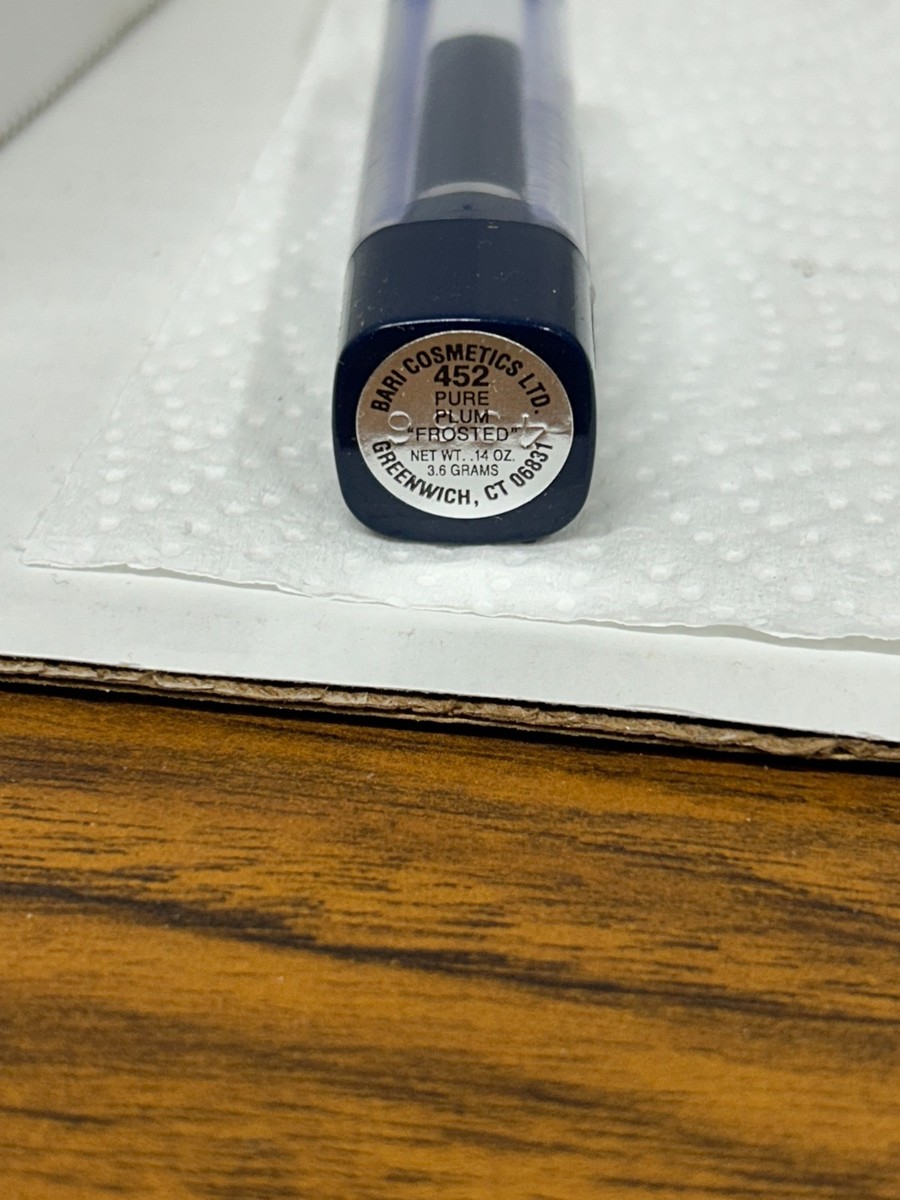 BARI COSMETICS LTD.
452
PURE
PLUM
"FROSTED"
NET WT. .14 OZ.
3.6 GRAMS
GREENWICH, CT 06831